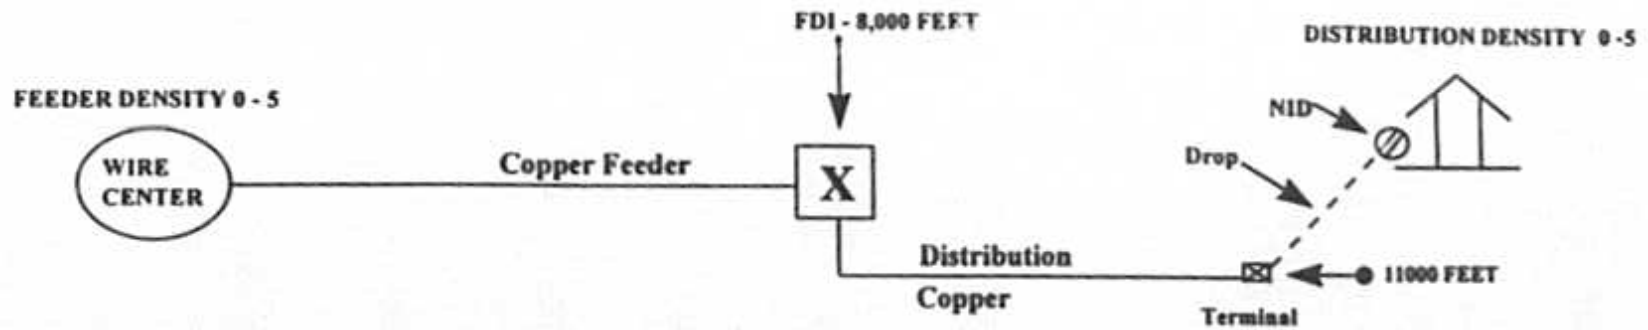 FDI - 8,000 FEET
DISTRIBUTION DENSITY 0 -5
FEEDER DENSITY 0 - 5
NID
WIRE
CENTER
Copper Feeder
X
Drop
Distribution
Copper
11000 FEET
Terminal